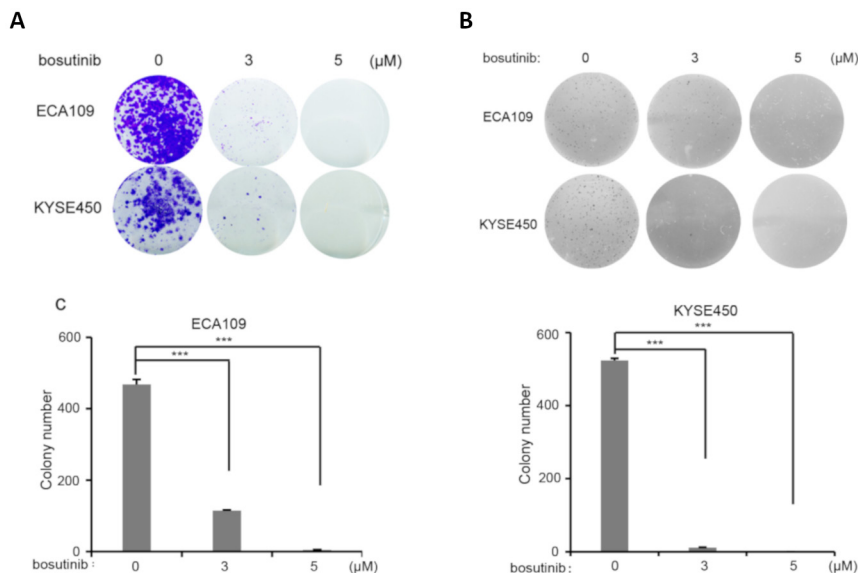 A
bosutinib 0 3 5 (μM)
ECA109
KYSE450
B
bosutinib: 0 3 5 (μM)
ECA109
KYSE450
C
ECA109
600
400
200
0
Colony number
***
***
bosutinib: 0 3 5 (μM)
KYSE450
600
400
200
0
Colony number
***
***
bosutinib: 0 3 5 (μM)